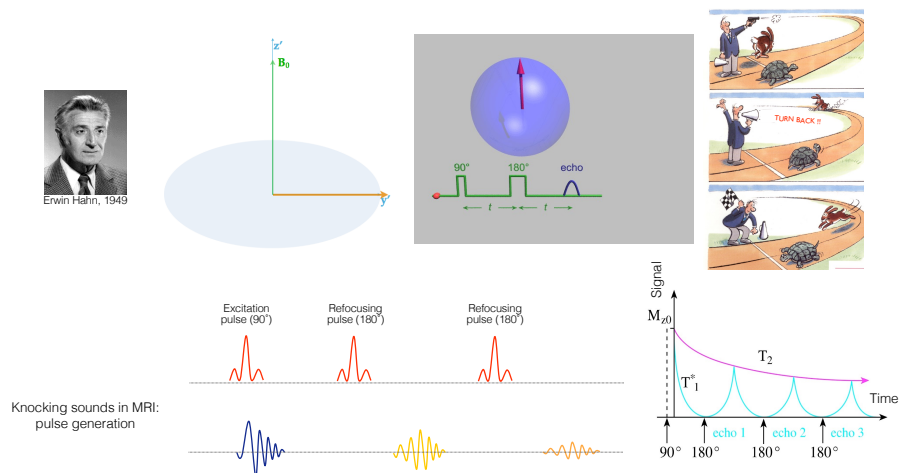 z'
B₀
y'
Erwin Hahn, 1949
90°
180°
echo
t
t
TURN BACK !!
Excitation
pulse (90˚)
Refocusing
pulse (180˚)
Refocusing
pulse (180˚)
Knocking sounds in MRI:
pulse generation
Signal
M_z0
T₂
T*₁
Time
echo 1
echo 2
echo 3
90°
180°
180°
180°